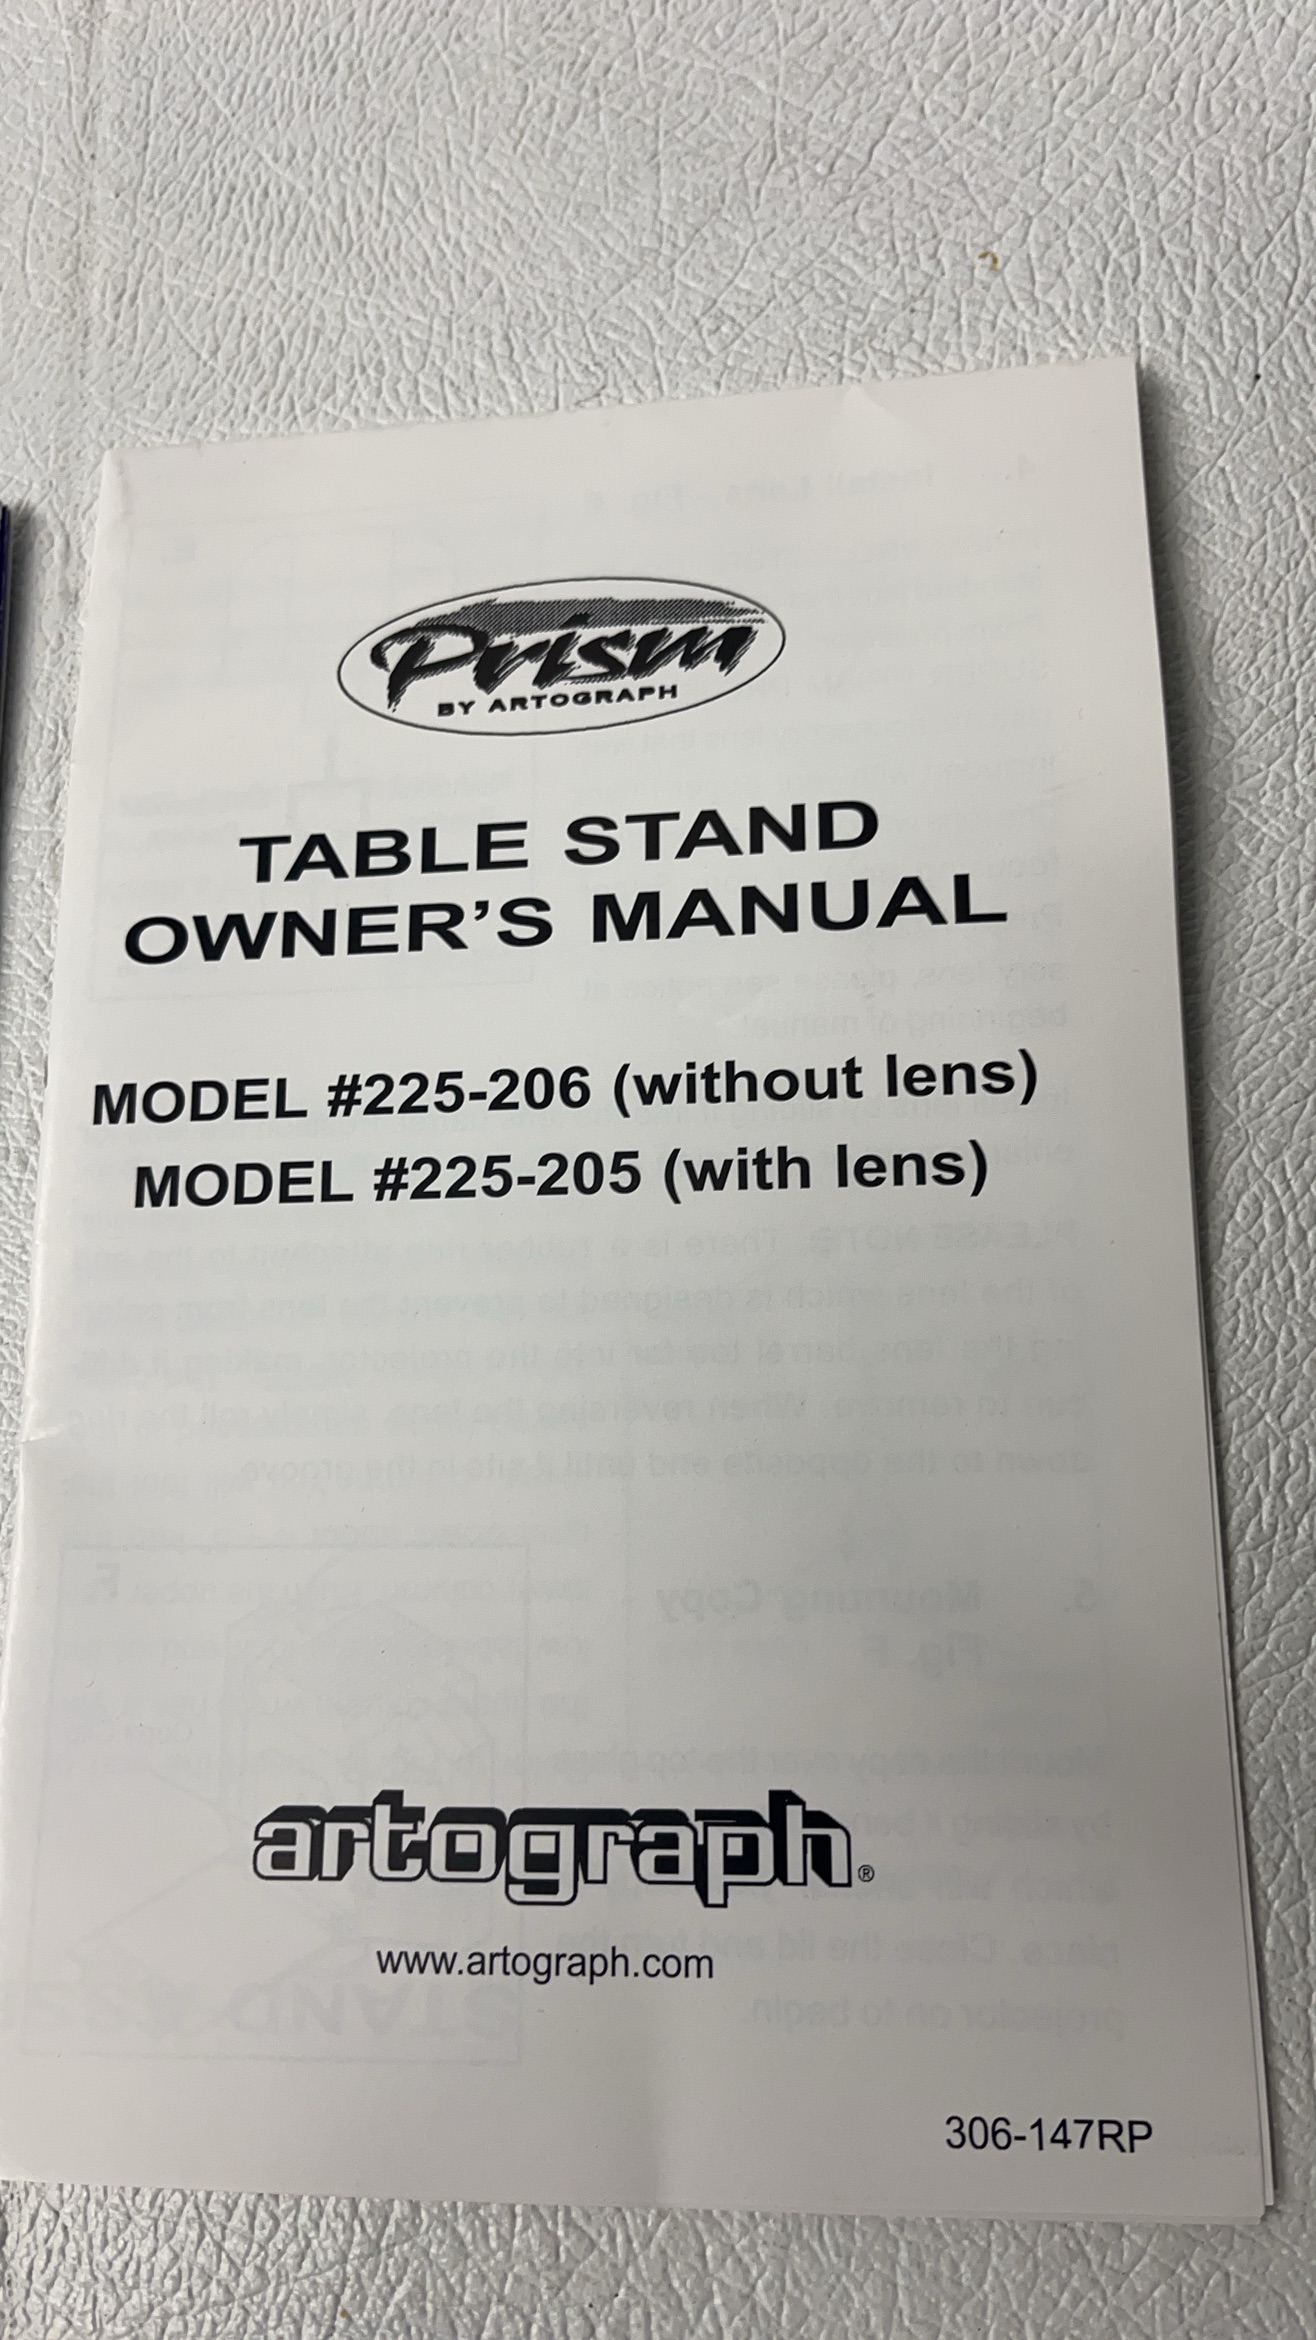 Prism
BY ARTOGRAPH
TABLE STAND
OWNER'S MANUAL
MODEL #225-206 (without lens)
MODEL #225-205 (with lens)
artograph®
www.artograph.com
306-147RP